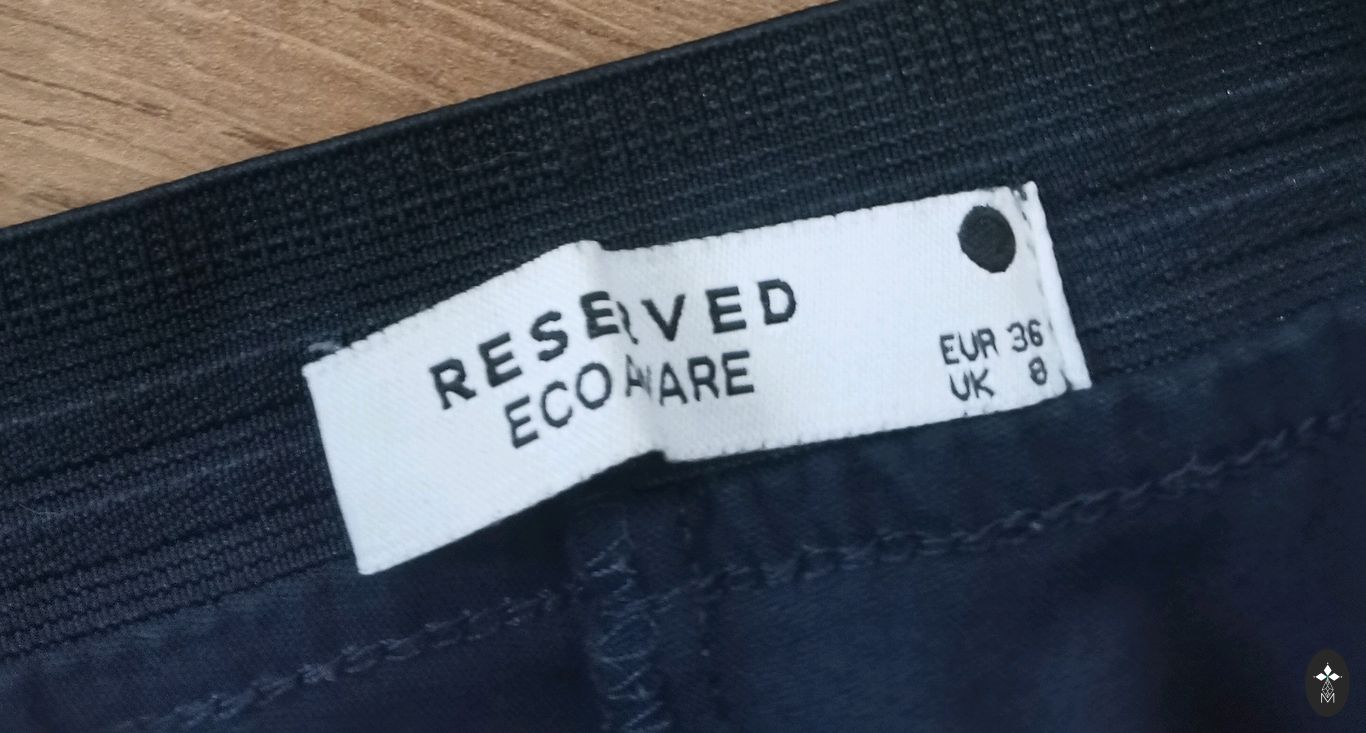 RESERVED
ECO AWARE
EUR 36
UK 8